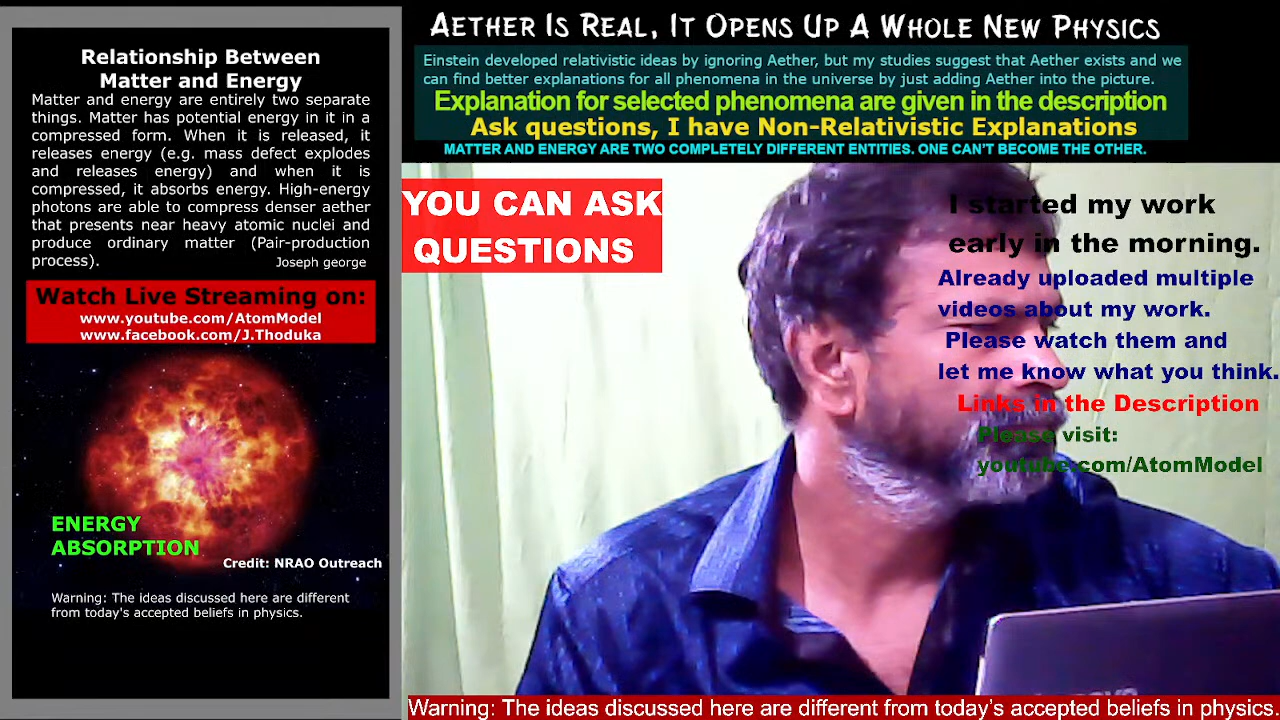 Relationship Between
Matter and Energy
Matter and energy are entirely two separate
things. Matter has potential energy in it in a
compressed form. When it is released, it
releases energy (e.g. mass defect explodes
and releases energy) and when it is
compressed, it absorbs energy. High-energy
photons are able to compress denser aether
that presents near heavy atomic nuclei and
produce ordinary matter (Pair-production
process). Joseph george
Watch Live Streaming on:
www.youtube.com/AtomModel
www.facebook.com/J.Thoduka
ENERGY
ABSORPTION
Credit: NRAO Outreach
Warning: The ideas discussed here are different
from today's accepted beliefs in physics.
AETHER IS REAL, IT OPENS UP A WHOLE NEW PHYSICS
Einstein developed relativistic ideas by ignoring Aether, but my studies suggest that Aether exists and we
can find better explanations for all phenomena in the universe by just adding Aether into the picture.
Explanation for selected phenomena are given in the description
Ask questions, I have Non-Relativistic Explanations
MATTER AND ENERGY ARE TWO COMPLETELY DIFFERENT ENTITIES. ONE CAN'T BECOME THE OTHER.
YOU CAN ASK
QUESTIONS
I started my work
early in the morning.
Already uploaded multiple
videos about my work.
Please watch them and
let me know what you think.
Links in the Description
Please visit:
youtube.com/AtomModel
Warning: The ideas discussed here are different from today's accepted beliefs in physics.